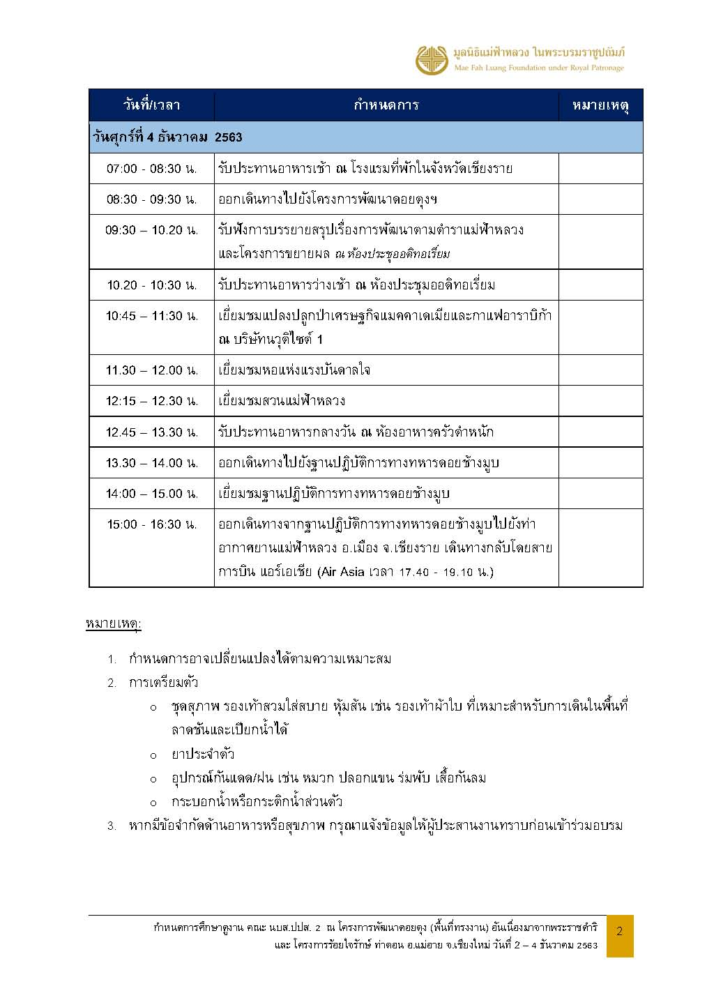 มูลนิธิแม่ฟ้าหลวง ในพระบรมราชูปถัมภ์
Mae Fah Luang Foundation under Royal Patronage
วันที่/เวลา กำหนดการ หมายเหตุ
วันศุกร์ที่ 4 ธันวาคม 2563
07:00 - 08:30 น. รับประทานอาหารเช้า ณ โรงแรมที่พักในจังหวัดเชียงราย
08:30 - 09:30 น. ออกเดินทางไปยังโครงการพัฒนาดอยตุงฯ
09:30 – 10.20 น. รับฟังการบรรยายสรุปเรื่องการพัฒนาตามตำราแม่ฟ้าหลวง
และโครงการขยายผล ณ ห้องประชุออดิทอเรี่ยม
10.20 - 10:30 น. รับประทานอาหารว่างเช้า ณ ห้องประชุมออดิทอเรี่ยม
10:45 – 11:30 น. เยี่ยมชมแปลงปลูกป่าเศรษฐกิจแมคคาเดเมียและกาแฟอาราบิก้า
ณ บริษัทนวุติไซต์ 1
11.30 – 12.00 น. เยี่ยมชมหอแห่งแรงบันดาลใจ
12:15 – 12.30 น. เยี่ยมชมสวนแม่ฟ้าหลวง
12.45 – 13.30 น. รับประทานอาหารกลางวัน ณ ห้องอาหารครัวตำหนัก
13.30 – 14.00 น. ออกเดินทางไปยังฐานปฏิบัติการทางทหารดอยช้างมูบ
14:00 – 15.00 น. เยี่ยมชมฐานปฏิบัติการทางทหารดอยช้างมูบ
15:00 - 16:30 น. ออกเดินทางจากฐานปฏิบัติการทางทหารดอยช้างมูบไปยังท่า
อากาศยานแม่ฟ้าหลวง อ.เมือง จ.เชียงราย เดินทางกลับโดยสาย
การบิน แอร์เอเชีย (Air Asia เวลา 17.40 - 19.10 น.)
หมายเหตุ:
1. กำหนดการอาจเปลี่ยนแปลงได้ตามความเหมาะสม
2. การเตรียมตัว
o ชุดสุภาพ รองเท้าสวมใส่สบาย หุ้มส้น เช่น รองเท้าผ้าใบ ที่เหมาะสำหรับการเดินในพื้นที่
ลาดชันและเปียกน้ำได้
o ยาประจำตัว
o อุปกรณ์กันแดด/ฝน เช่น หมวก ปลอกแขน ร่มพับ เสื้อกันลม
o กระบอกน้ำหรือกระติกน้ำส่วนตัว
3. หากมีข้อจำกัดด้านอาหารหรือสุขภาพ กรุณาแจ้งข้อมูลให้ผู้ประสานงานทราบก่อนเข้าร่วมอบรม
กำหนดการศึกษาดูงาน คณะ นบส.ปปส. 2 ณ โครงการพัฒนาดอยตุง (พื้นที่ทรงงาน) อันเนื่องมาจากพระราชดำริ
และ โครงการร้อยใจรักษ์ ท่าตอน อ.แม่อาย จ.เชียงใหม่ วันที่ 2 – 4 ธันวาคม 2563
2